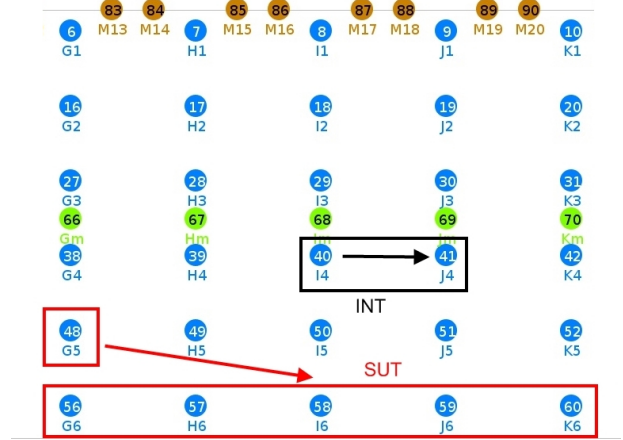 83 84 85 86 87 88 89 90
6 M13 M14 7 M15 M16 8 M17 M18 9 M19 M20 10
G1 H1 I1 J1 K1
16 17 18 19 20
G2 H2 I2 J2 K2
27 28 29 30 31
G3 H3 I3 J3 K3
66 67 68 69 70
Gm Hm Im Jm Km
38 39 40 41 42
G4 H4 I4 J4 K4
INT
48 49 50 51 52
G5 H5 I5 J5 K5
SUT
56 57 58 59 60
G6 H6 I6 J6 K6